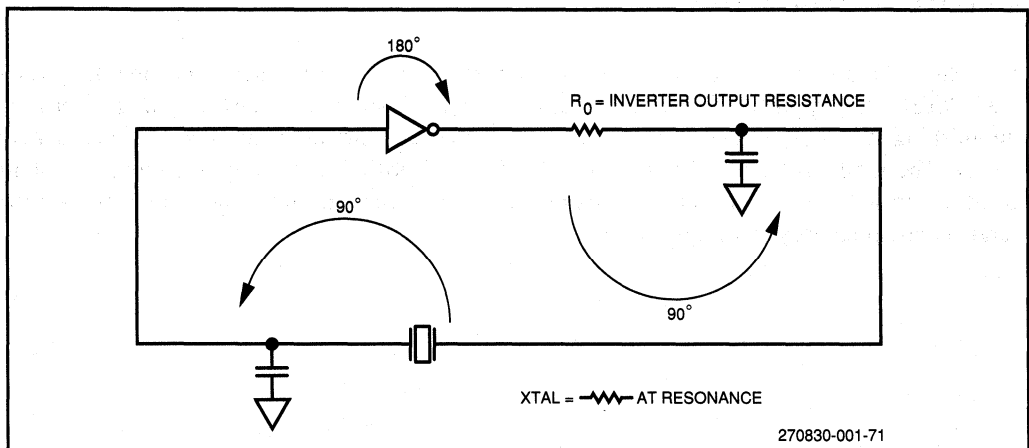 180°
R0 = INVERTER OUTPUT RESISTANCE
90°
90°
XTAL = AT RESONANCE
270830-001-71